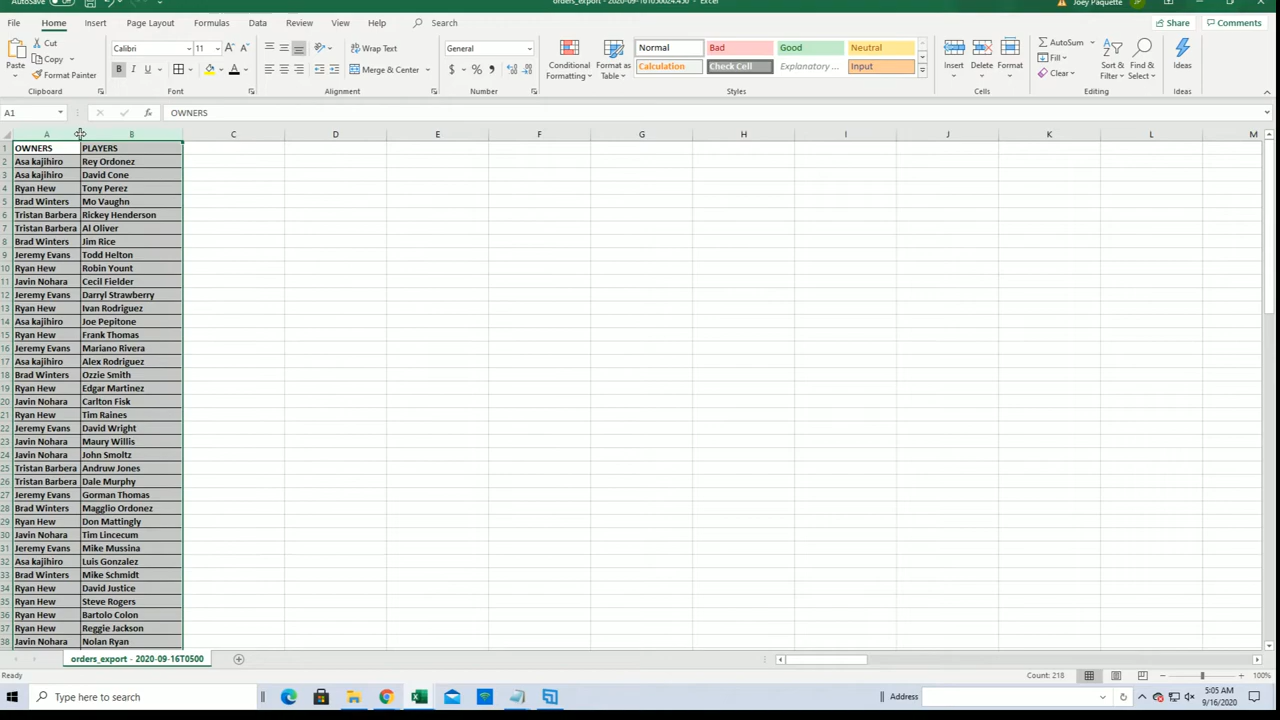 AutoSave Off orders_export - 2020-09-16T050024.430 - Excel Joey Paquette JP
File Home Insert Page Layout Formulas Data Review View Help Search Share Comments
Cut Calibri 11 Wrap Text General Normal Bad Good Neutral AutoSum
Copy Fill
Paste Format Painter B I U Merge & Center $ % Conditional Formatting Format as Table Calculation Check Cell Explanatory ... Input Insert Delete Format Clear Sort & Filter Find & Select Ideas
Clipboard Font Alignment Number Styles Cells Editing Ideas
A1 fx OWNERS
A B C D E F G H I J K L M
1 OWNERS PLAYERS
2 Asa kajihiro Rey Ordonez
3 Asa kajihiro David Cone
4 Ryan Hew Tony Perez
5 Brad Winters Mo Vaughn
6 Tristan Barbera Rickey Henderson
7 Tristan Barbera Al Oliver
8 Brad Winters Jim Rice
9 Jeremy Evans Todd Helton
10 Ryan Hew Robin Yount
11 Javin Nohara Cecil Fielder
12 Jeremy Evans Darryl Strawberry
13 Ryan Hew Ivan Rodriguez
14 Asa kajihiro Joe Pepitone
15 Ryan Hew Frank Thomas
16 Jeremy Evans Mariano Rivera
17 Asa kajihiro Alex Rodriguez
18 Brad Winters Ozzie Smith
19 Ryan Hew Edgar Martinez
20 Javin Nohara Carlton Fisk
21 Ryan Hew Tim Raines
22 Jeremy Evans David Wright
23 Javin Nohara Maury Willis
24 Javin Nohara John Smoltz
25 Tristan Barbera Andruw Jones
26 Tristan Barbera Dale Murphy
27 Jeremy Evans Gorman Thomas
28 Brad Winters Magglio Ordonez
29 Ryan Hew Don Mattingly
30 Javin Nohara Tim Lincecum
31 Jeremy Evans Mike Mussina
32 Asa kajihiro Luis Gonzalez
33 Brad Winters Mike Schmidt
34 Ryan Hew David Justice
35 Ryan Hew Steve Rogers
36 Ryan Hew Bartolo Colon
37 Ryan Hew Reggie Jackson
38 Javin Nohara Nolan Ryan
orders_export - 2020-09-16T0500
Ready Count: 218 100%
Type here to search Address 5:05 AM
9/16/2020